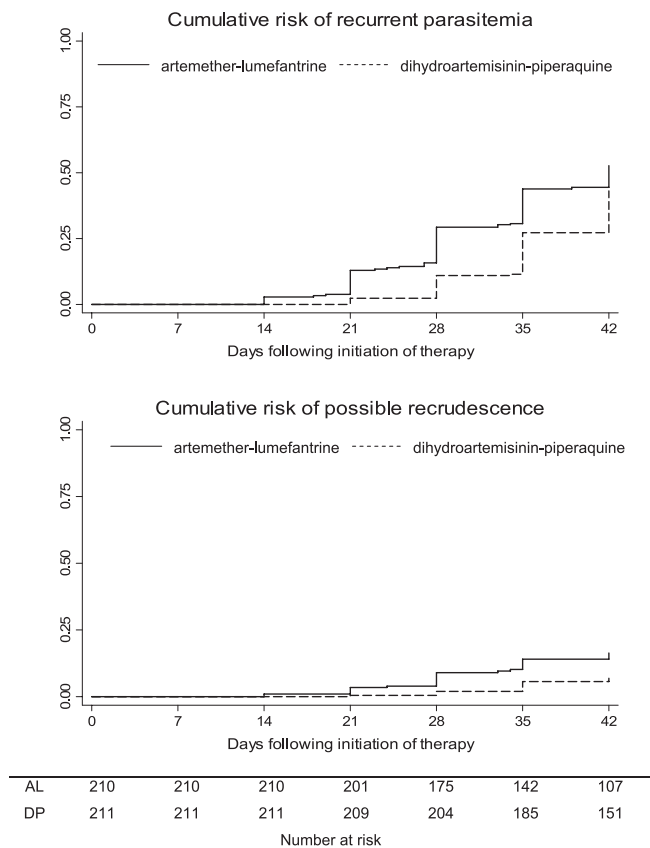 Cumulative risk of recurrent parasitemia
1.00
artemether-lumefantrine dihydroartemisinin-piperaquine
0.75
0.50
0.25
0.00
0 7 14 21 28 35 42
Days following initiation of therapy
Cumulative risk of possible recrudescence
1.00
artemether-lumefantrine dihydroartemisinin-piperaquine
0.75
0.50
0.25
0.00
0 7 14 21 28 35 42
Days following initiation of therapy
AL 210 210 210 201 175 142 107
DP 211 211 211 209 204 185 151
Number at risk